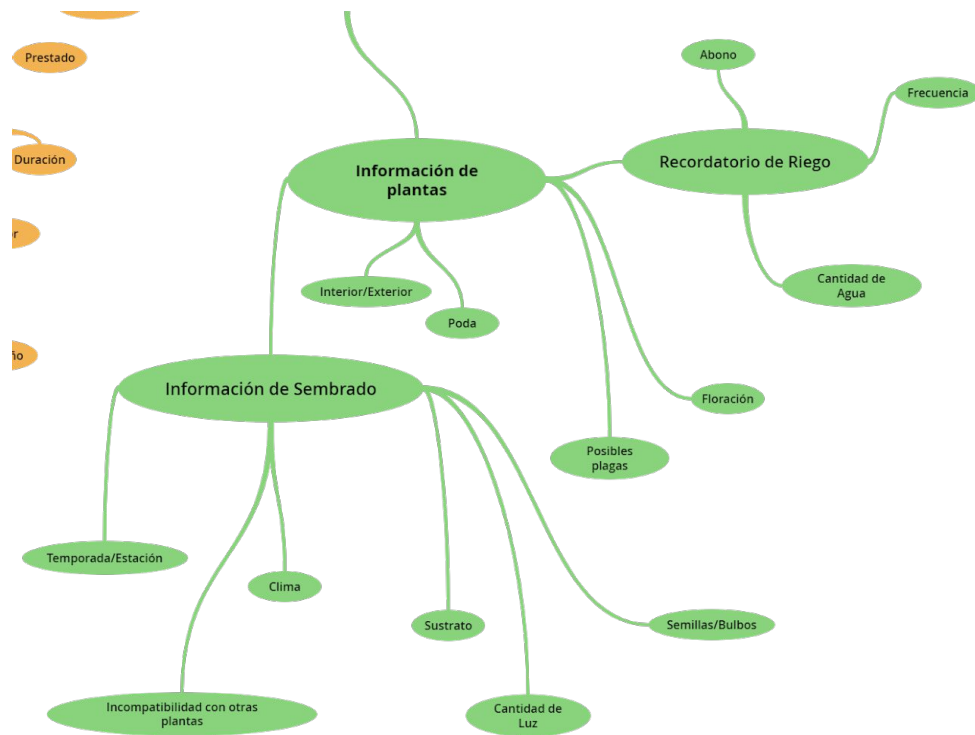 Prestado
Abono
Frecuencia
Duración
Información de
plantas
Recordatorio de Riego
Interior/Exterior
Poda
Cantidad de
Agua
Información de Sembrado
Floración
Posibles
plagas
Temporada/Estación
Clima
Sustrato
Semillas/Bulbos
Incompatibilidad con otras
plantas
Cantidad de
Luz